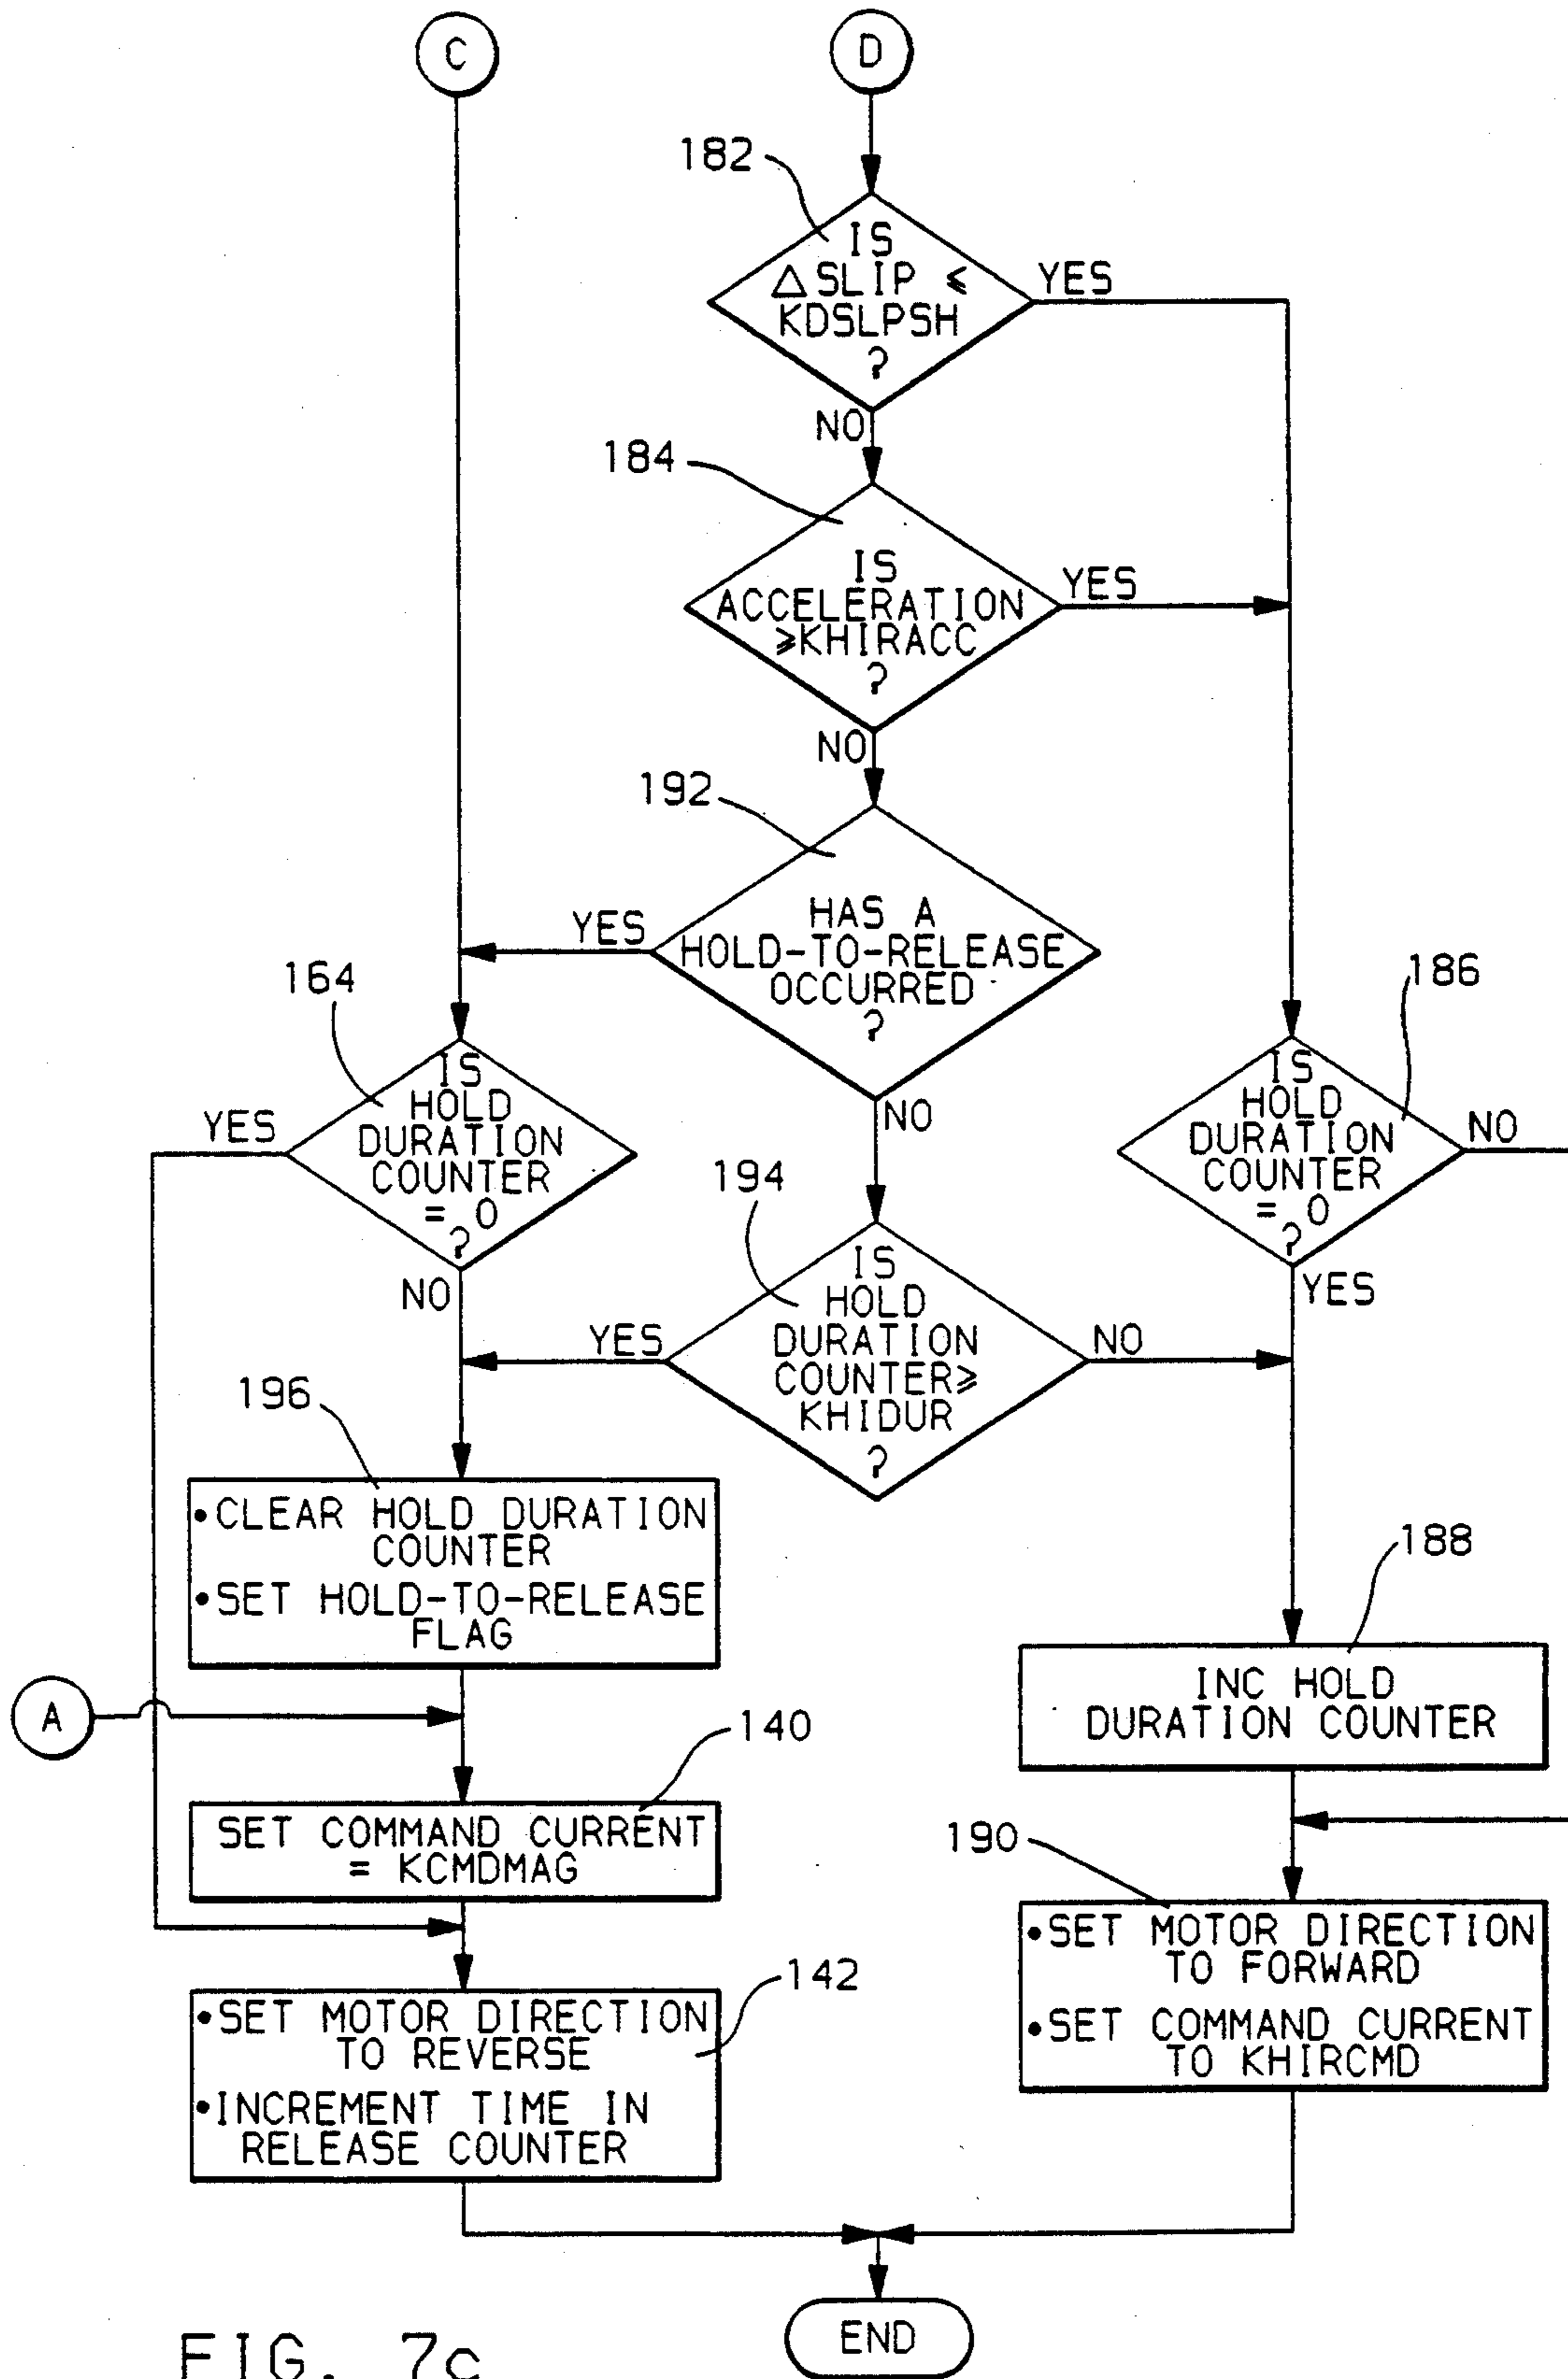 C
D
182
IS
△SLIP ≤
KDSLPSH
?
YES
NO
184
IS
ACCELERATION
≥KHIRACC
?
YES
NO
192
HAS A
HOLD-TO-RELEASE
OCCURRED
?
YES
NO
164
IS
HOLD
DURATION
COUNTER
= 0
?
YES
NO
186
IS
HOLD
DURATION
COUNTER
= 0
?
NO
YES
194
IS
HOLD
DURATION
COUNTER≥
KHIDUR
?
YES
NO
196
•CLEAR HOLD DURATION
COUNTER
•SET HOLD-TO-RELEASE
FLAG
188
INC HOLD
DURATION COUNTER
A
140
SET COMMAND CURRENT
= KCMDMAG
190
•SET MOTOR DIRECTION
TO FORWARD
•SET COMMAND CURRENT
TO KHIRCMD
142
•SET MOTOR DIRECTION
TO REVERSE
•INCREMENT TIME IN
RELEASE COUNTER
END
FIG. 7c